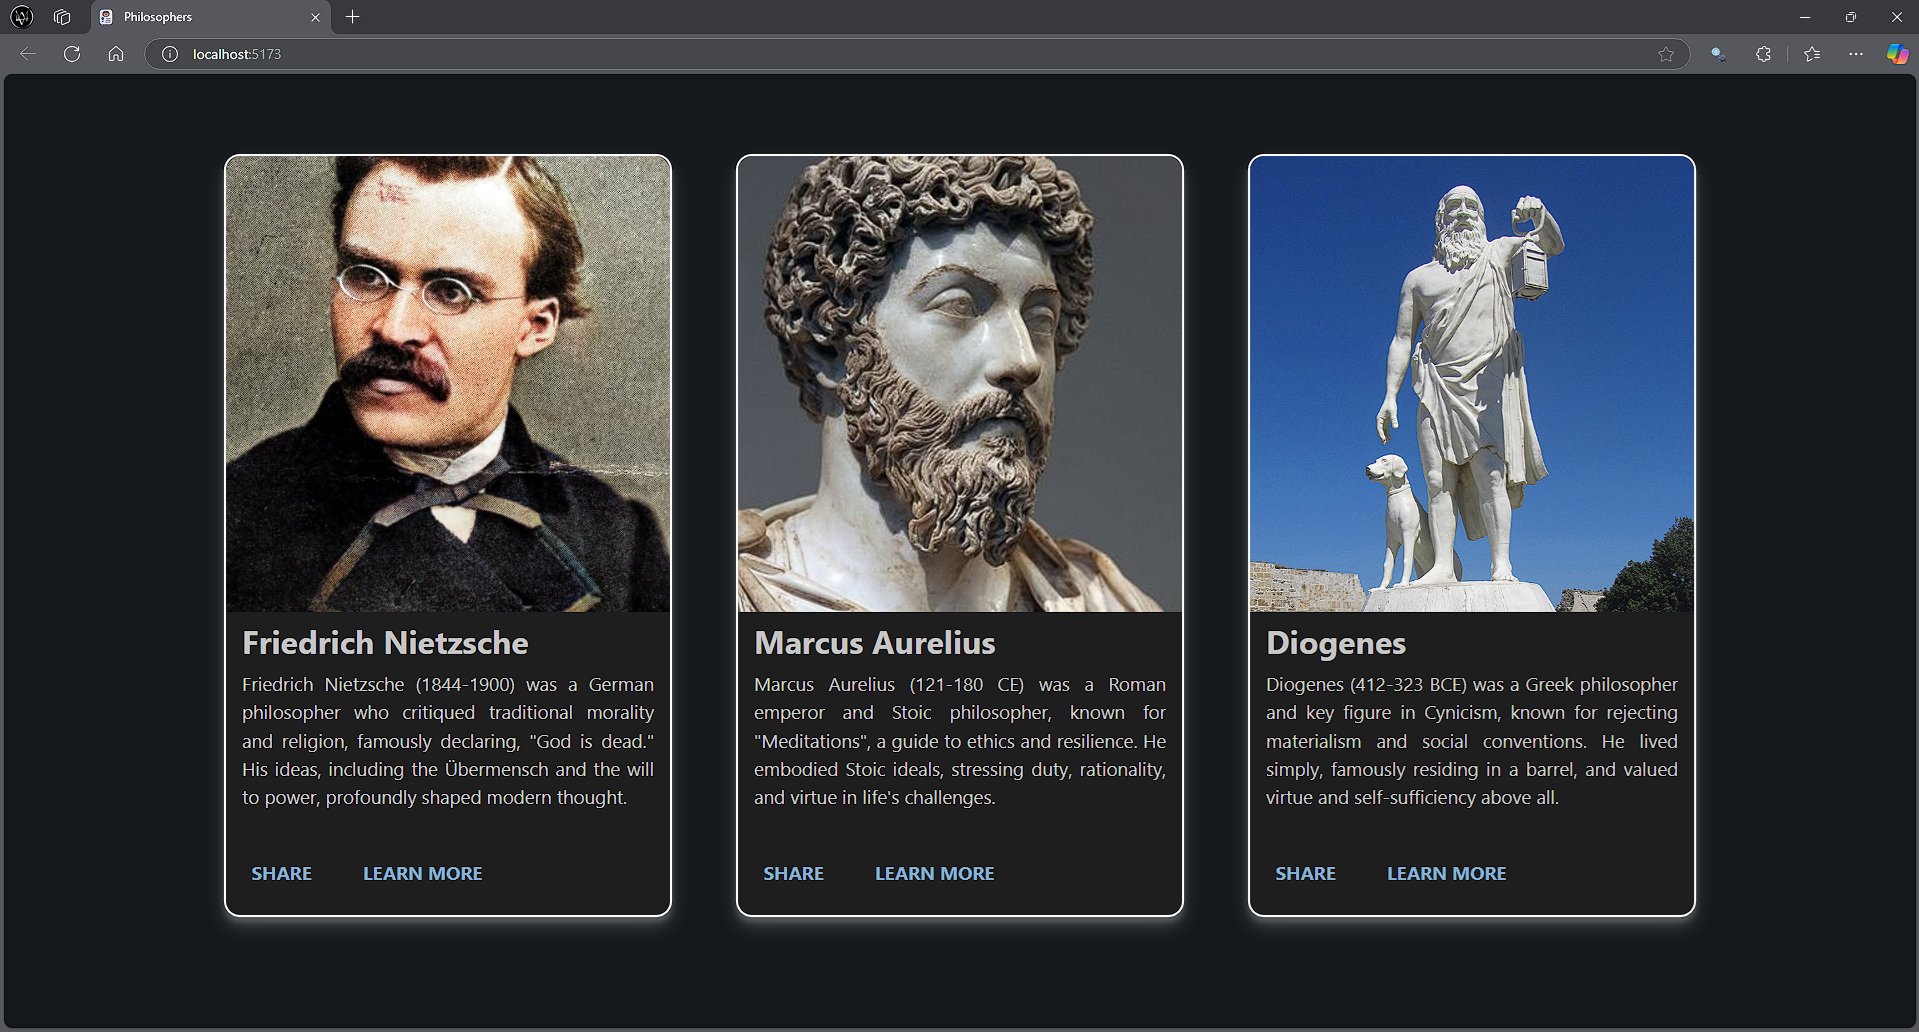 Philosophers
localhost:5173
Friedrich Nietzsche
Friedrich Nietzsche (1844-1900) was a German
philosopher who critiqued traditional morality
and religion, famously declaring, "God is dead."
His ideas, including the Übermensch and the will
to power, profoundly shaped modern thought.
SHARE LEARN MORE
Marcus Aurelius
Marcus Aurelius (121-180 CE) was a Roman
emperor and Stoic philosopher, known for
"Meditations", a guide to ethics and resilience. He
embodied Stoic ideals, stressing duty, rationality,
and virtue in life's challenges.
SHARE LEARN MORE
Diogenes
Diogenes (412-323 BCE) was a Greek philosopher
and key figure in Cynicism, known for rejecting
materialism and social conventions. He lived
simply, famously residing in a barrel, and valued
virtue and self-sufficiency above all.
SHARE LEARN MORE